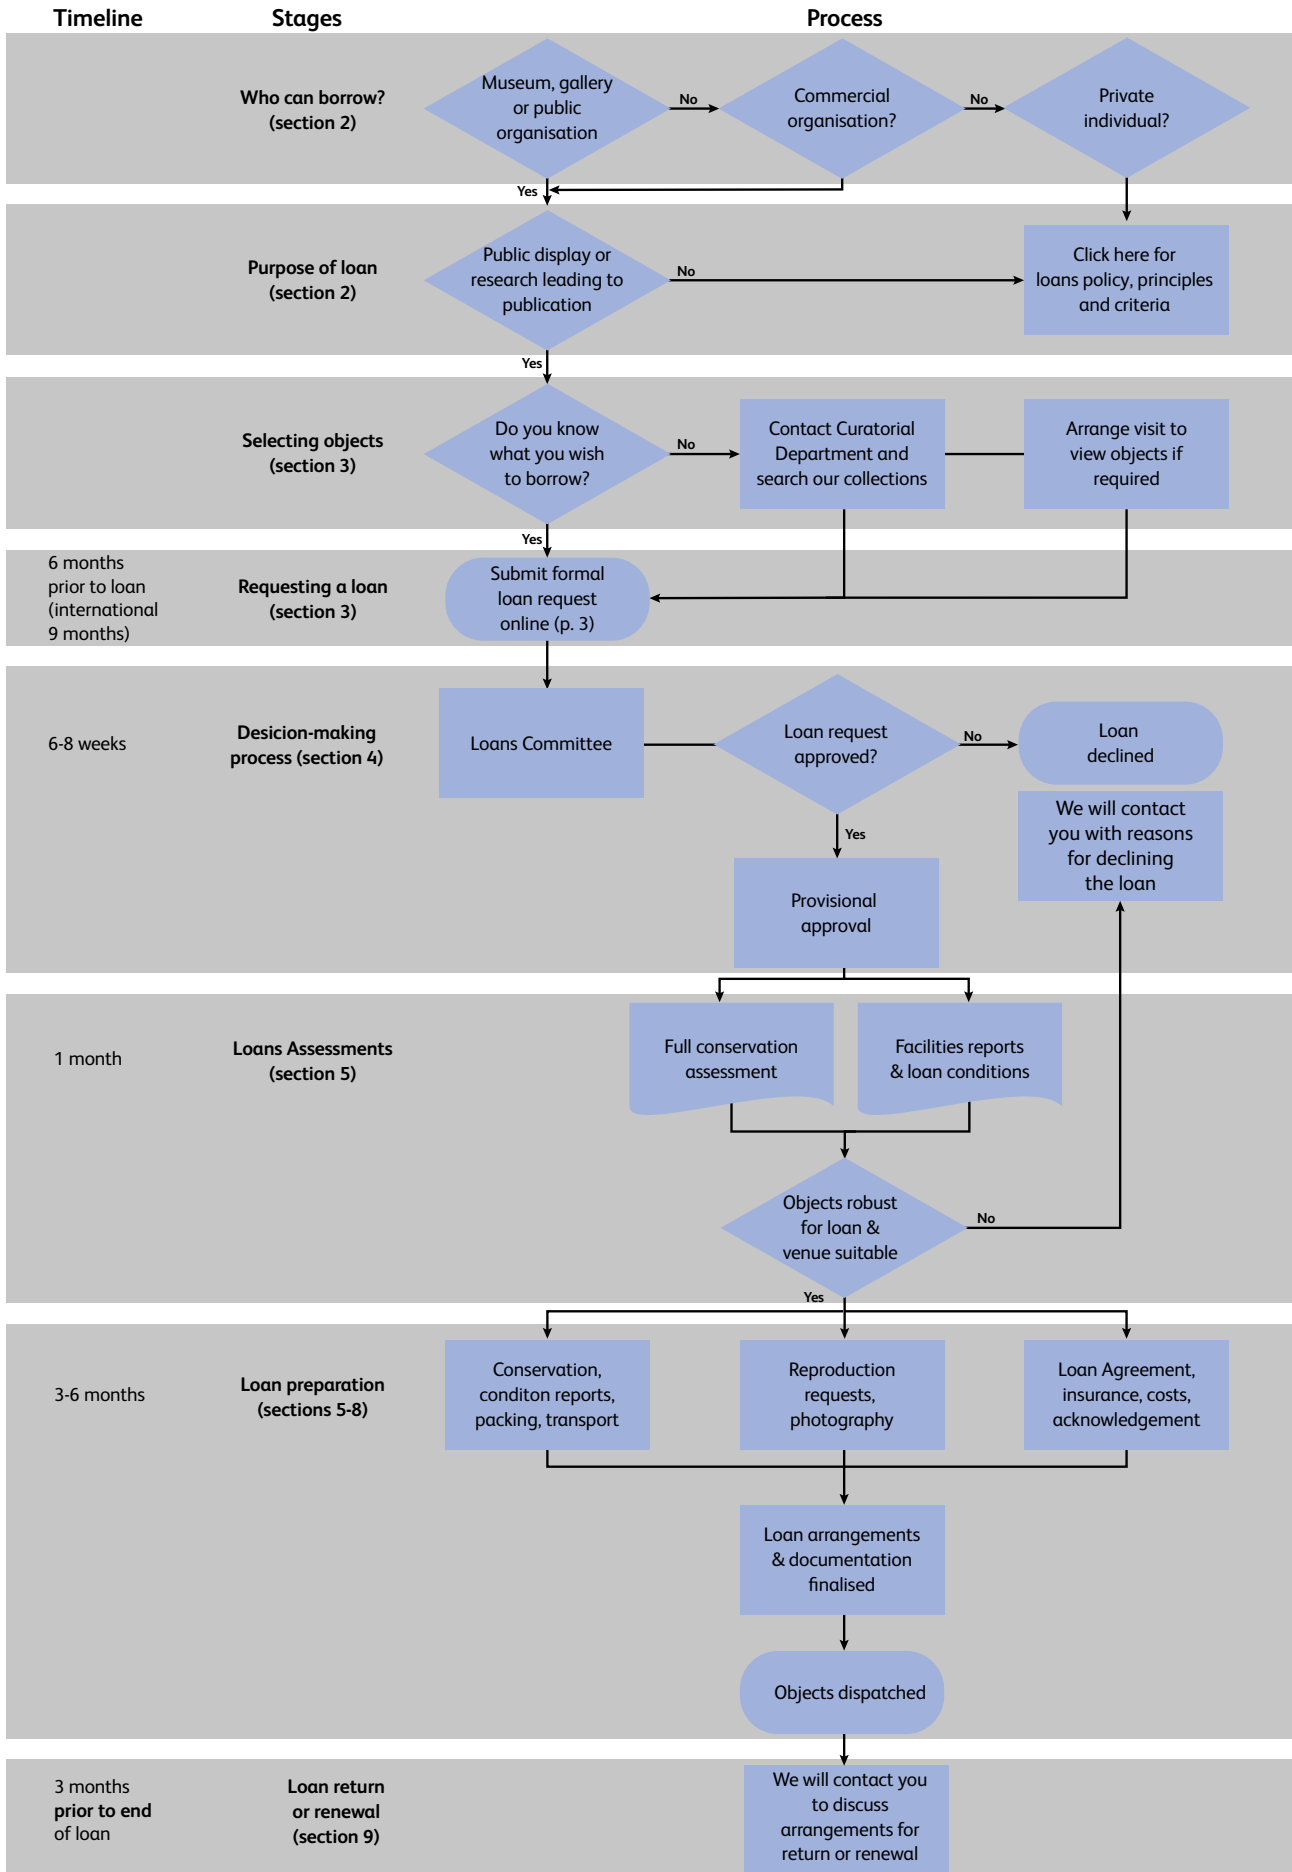 Timeline
Stages
Process
Who can borrow?
(section 2)
Museum, gallery
or public
organisation
No
Commercial
organisation?
No
Private
individual?
Yes
Purpose of loan
(section 2)
Public display or
research leading to
publication
No
Click here for
loans policy, principles
and criteria
Yes
Selecting objects
(section 3)
Do you know
what you wish
to borrow?
No
Contact Curatorial
Department and
search our collections
Arrange visit to
view objects if
required
Yes
6 months
prior to loan
(international
9 months)
Requesting a loan
(section 3)
Submit formal
loan request
online (p. 3)
6-8 weeks
Desicion-making
process (section 4)
Loans Committee
Loan request
approved?
No
Loan
declined
We will contact
you with reasons
for declining
the loan
Yes
Provisional
approval
1 month
Loans Assessments
(section 5)
Full conservation
assessment
Facilities reports
& loan conditions
Objects robust
for loan &
venue suitable
No
Yes
3-6 months
Loan preparation
(sections 5-8)
Conservation,
conditon reports,
packing, transport
Reproduction
requests,
photography
Loan Agreement,
insurance, costs,
acknowledgement
Loan arrangements
& documentation
finalised
Objects dispatched
3 months
prior to end
of loan
Loan return
or renewal
(section 9)
We will contact you
to discuss
arrangements for
return or renewal